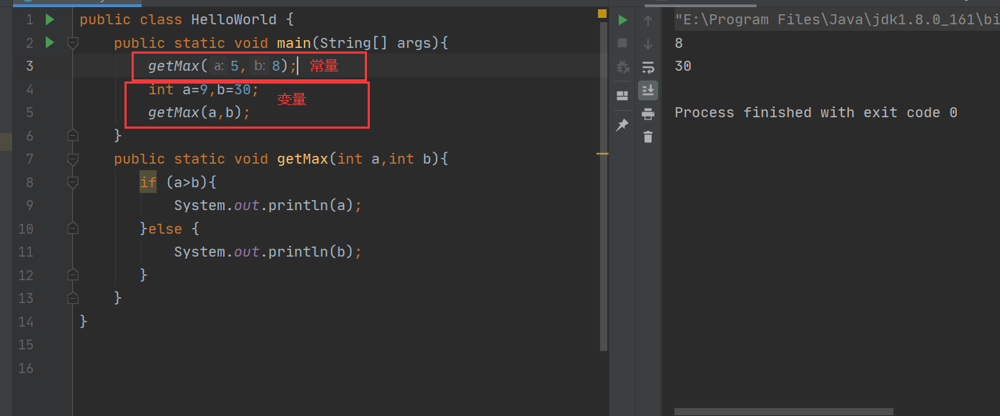 1 public class HelloWorld {
2 public static void main(String[] args){
3 getMax( a: 5, b: 8); 常量
4 int a=9,b=30;
变量
5 getMax(a,b);
6 }
7 public static void getMax(int a,int b){
8 if (a>b){
9 System.out.println(a);
10 }else {
11 System.out.println(b);
12 }
13 }
14 }
15
16
"E:\Program Files\Java\jdk1.8.0_161\bi
8
30
Process finished with exit code 0